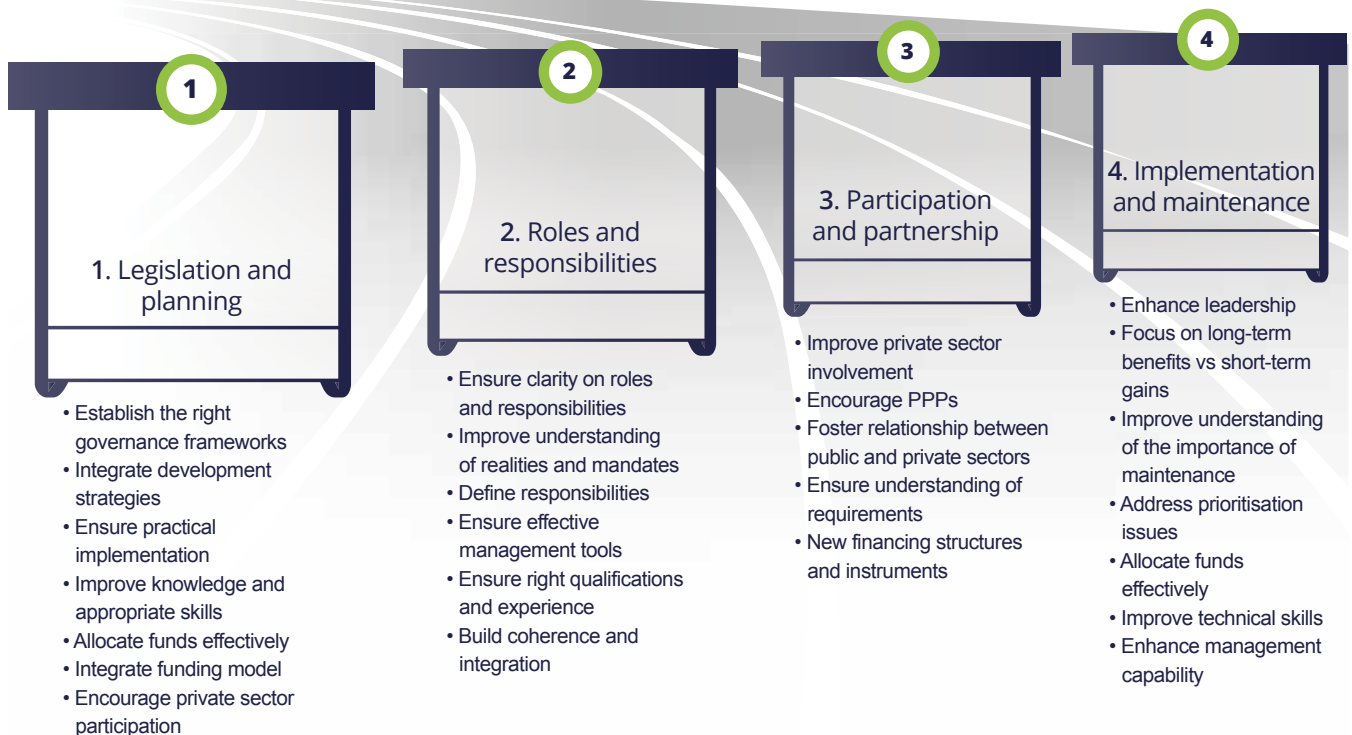 1
1. Legislation and
planning
• Establish the right
governance frameworks
• Integrate development
strategies
• Ensure practical
implementation
• Improve knowledge and
appropriate skills
• Allocate funds effectively
• Integrate funding model
• Encourage private sector
participation
2
2. Roles and
responsibilities
• Ensure clarity on roles
and responsibilities
• Improve understanding
of realities and mandates
• Define responsibilities
• Ensure effective
management tools
• Ensure right qualifications
and experience
• Build coherence and
integration
3
3. Participation
and partnership
• Improve private sector
involvement
• Encourage PPPs
• Foster relationship between
public and private sectors
• Ensure understanding of
requirements
• New financing structures
and instruments
4
4. Implementation
and maintenance
• Enhance leadership
• Focus on long-term
benefits vs short-term
gains
• Improve understanding
of the importance of
maintenance
• Address prioritisation
issues
• Allocate funds
effectively
• Improve technical skills
• Enhance management
capability